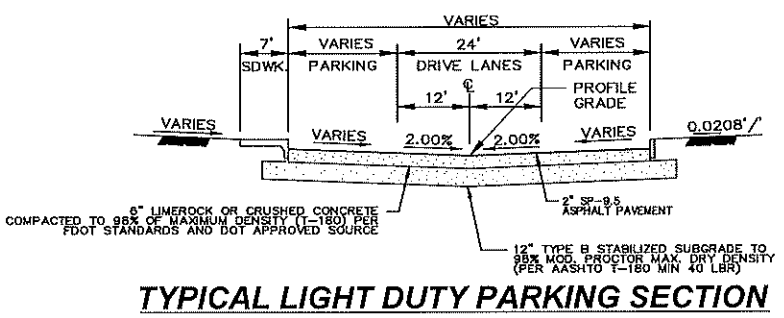 VARIES
7' VARIES 24' VARIES
SDWK. PARKING DRIVE LANES PARKING
℄
12' 12' PROFILE
GRADE
VARIES VARIES 2.00% 2.00% VARIES 0.0208'/'
6" LIMEROCK OR CRUSHED CONCRETE
COMPACTED TO 98% OF MAXIMUM DENSITY (T-180) PER
FDOT STANDARDS AND DOT APPROVED SOURCE
2" SP-9.5
ASPHALT PAVEMENT
12" TYPE B STABILIZED SUBGRADE TO
98% MOD. PROCTOR MAX. DRY DENSITY
(PER AASHTO T-180 MIN 40 LBR)
TYPICAL LIGHT DUTY PARKING SECTION